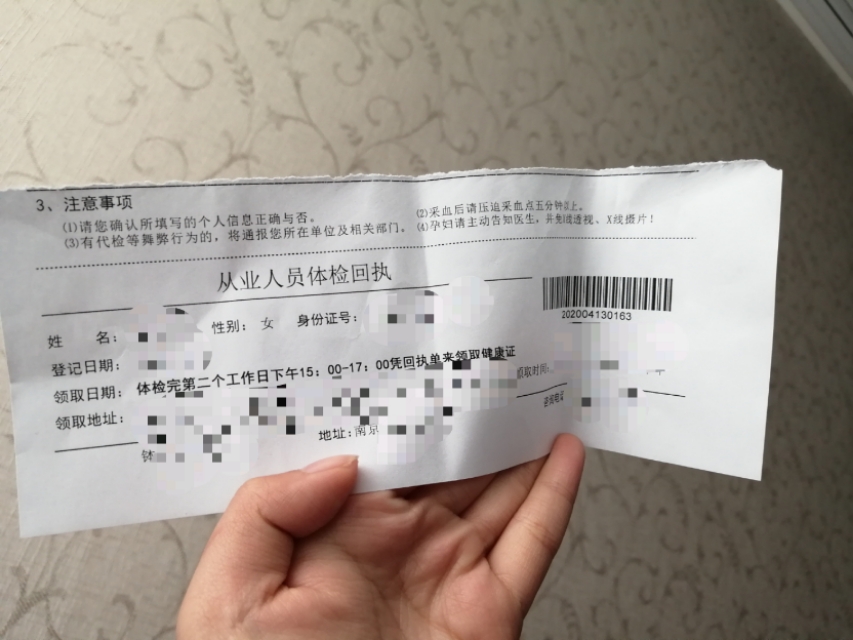 3、注意事项
(1)请您确认所填写的个人信息正确与否。 (2)采血后请压迫采血点五分钟以上。
(3)有代检等舞弊行为的，将通报您所在单位及相关部门。 (4)孕妇请主动告知医生，并免线透视、X线摄片！
从业人员体检回执
202004130163
姓 名： 性别：女 身份证号：
登记日期：
领取日期：体检完第二个工作日下午15：00-17：00凭回执单来领取健康证
领取时间：
领取地址：
地址：南京